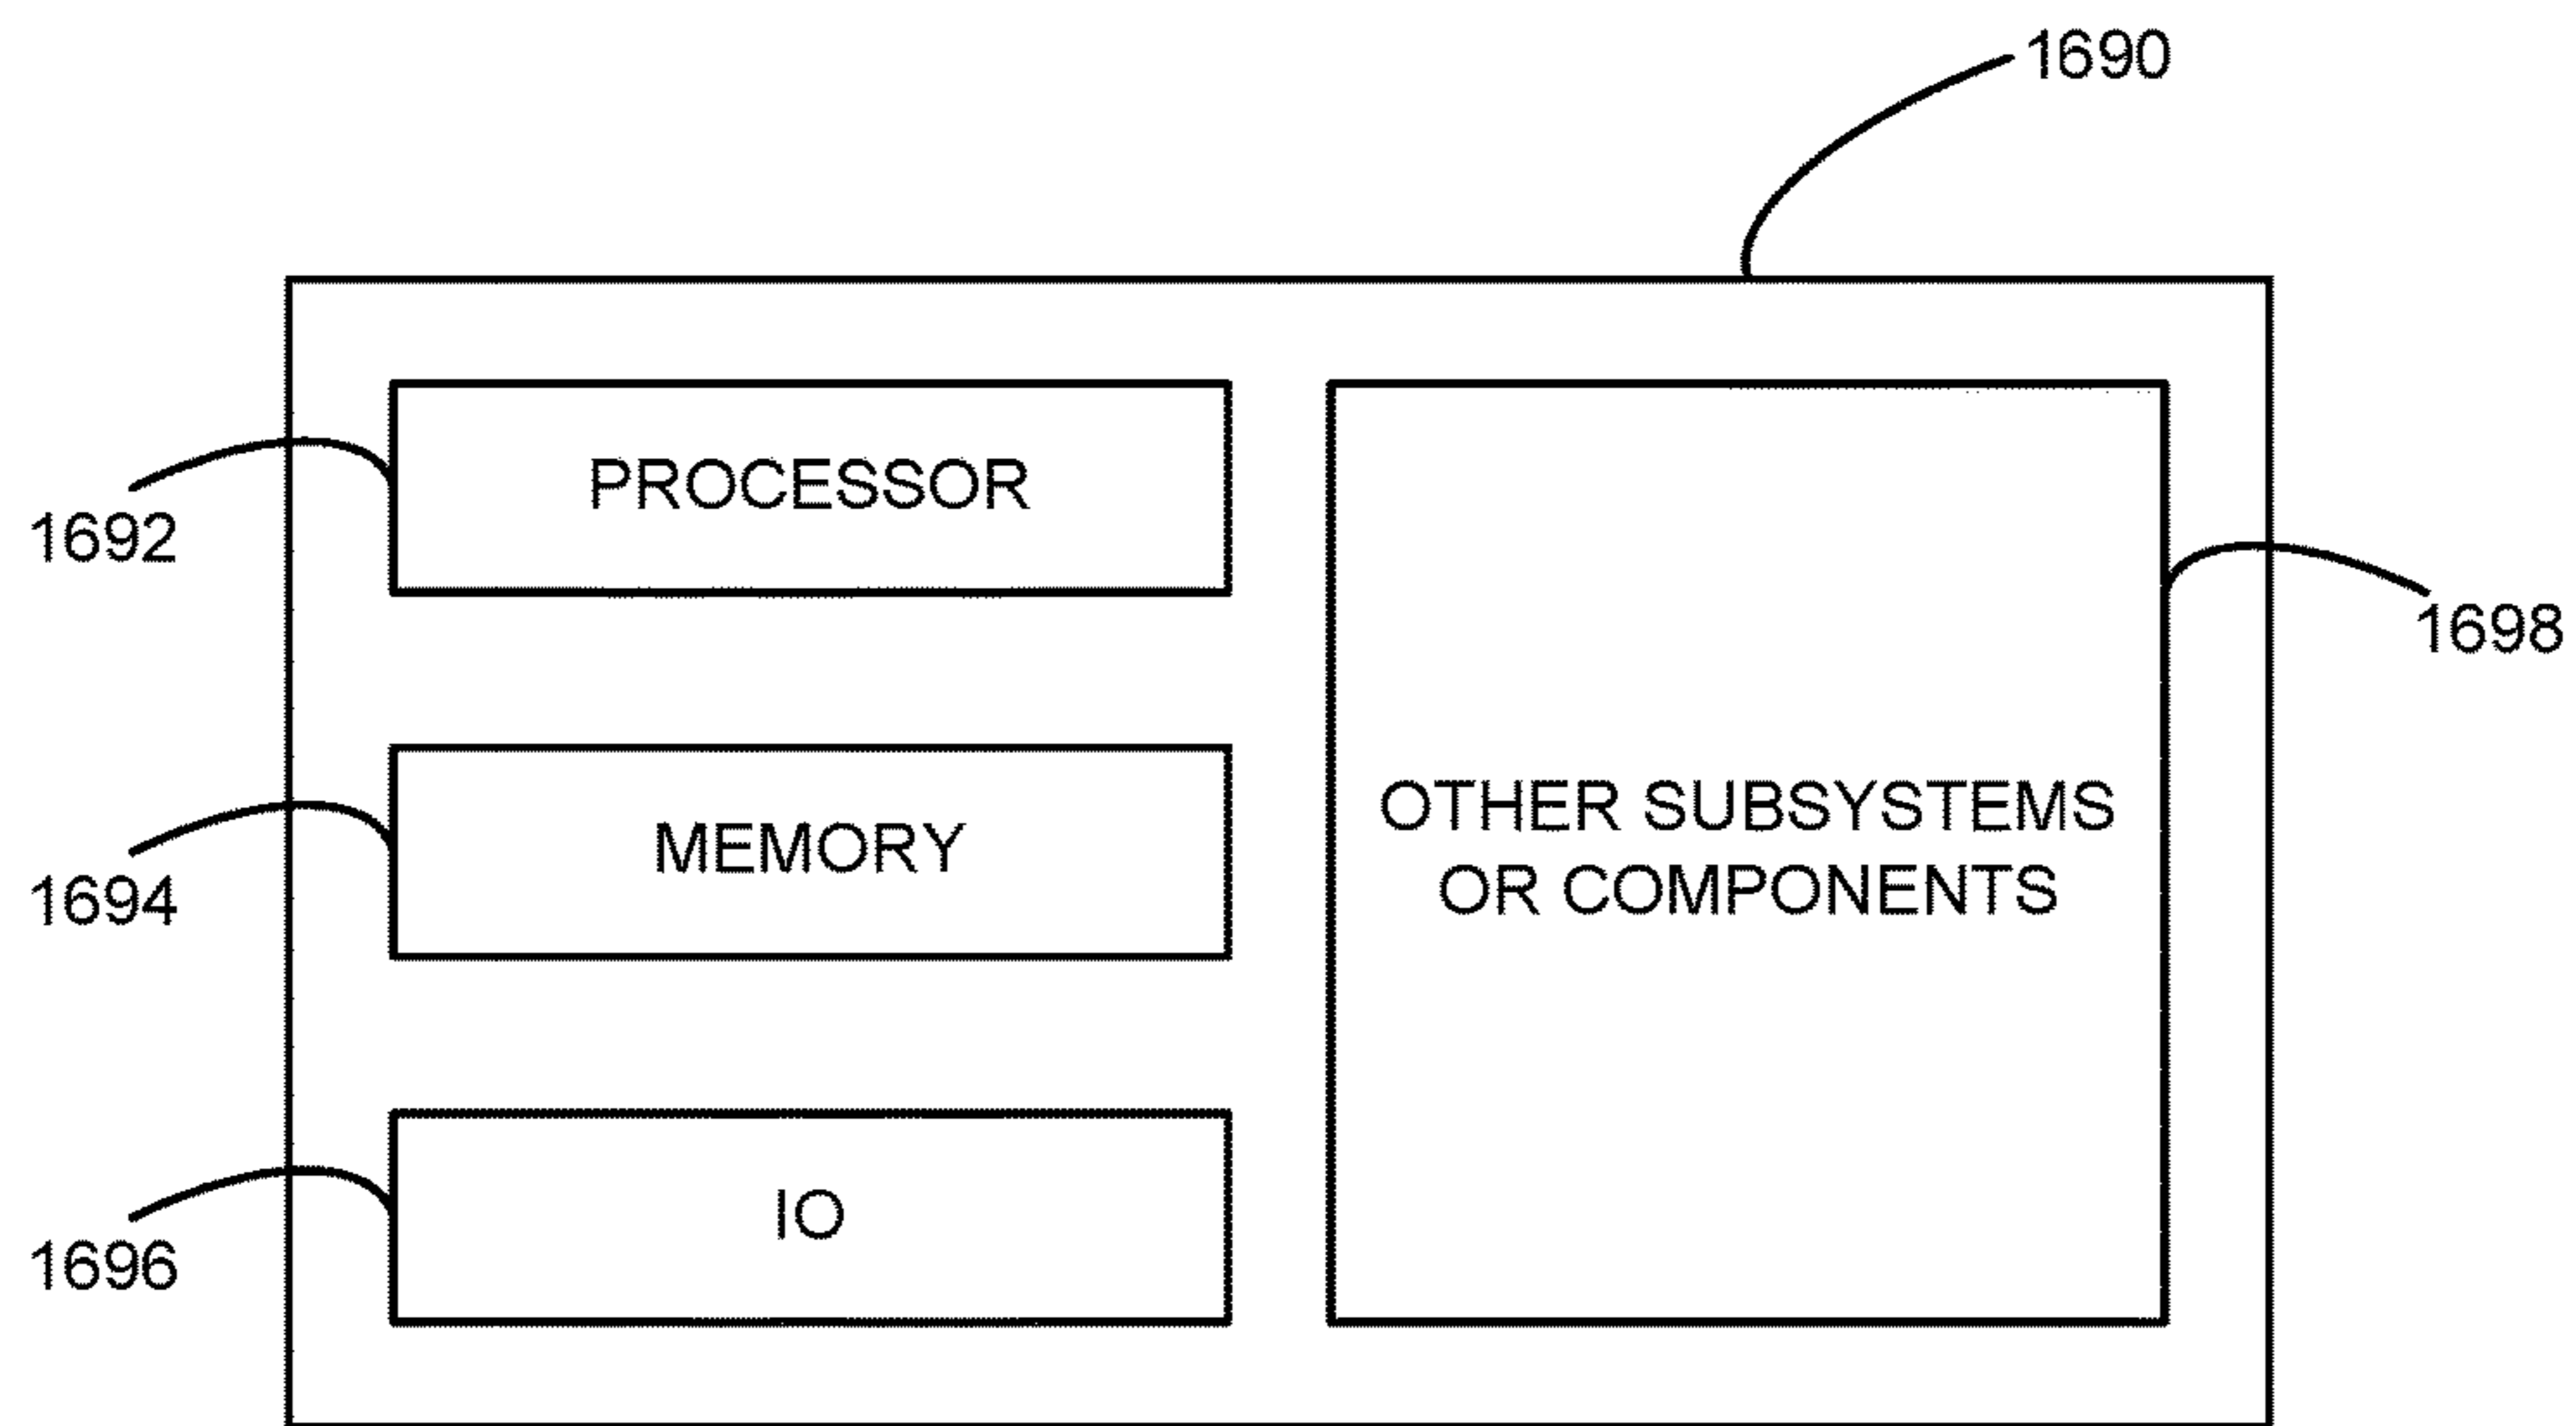 1690
PROCESSOR
1692
1698
OTHER SUBSYSTEMS
OR COMPONENTS
MEMORY
1694
IO
1696